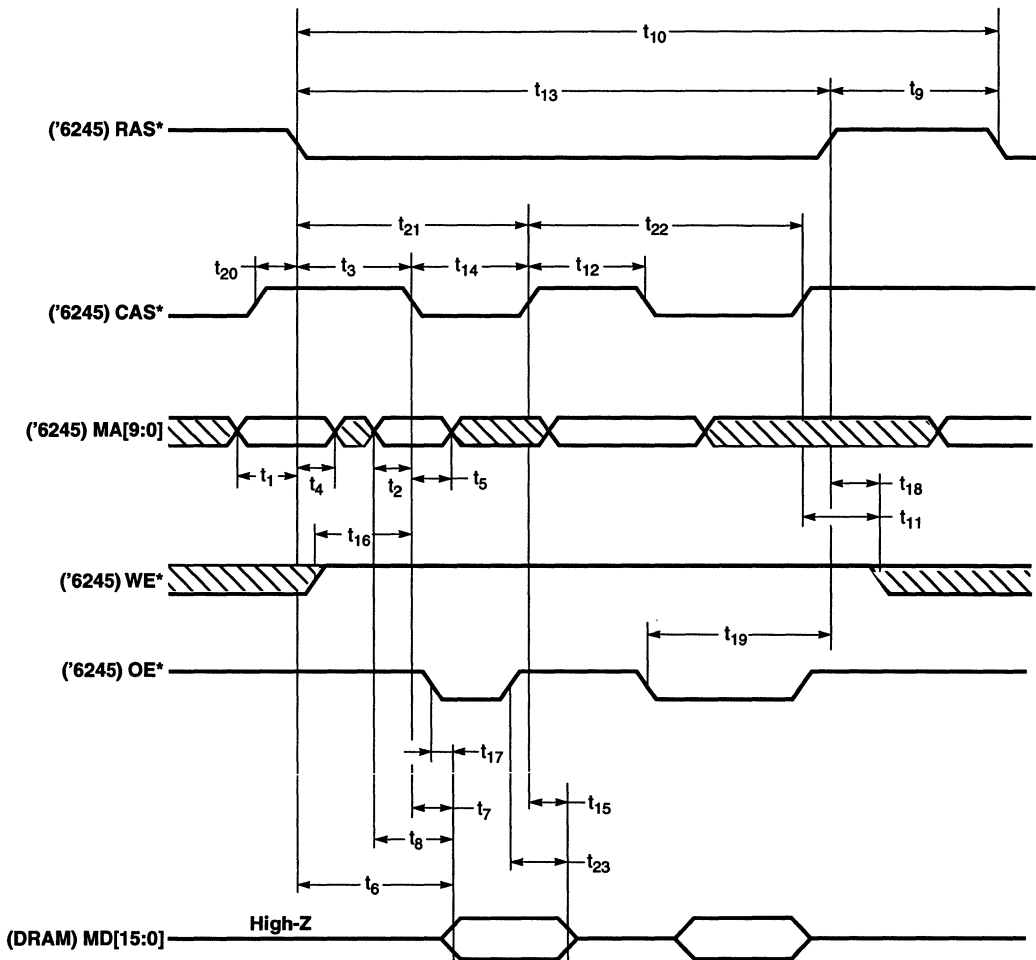 t10
t13
t9
('6245) RAS*
t21
t22
t20
t3
t14
t12
('6245) CAS*
('6245) MA[9:0]
t1
t4
t2
t5
t18
t11
t16
('6245) WE*
t19
('6245) OE*
t17
t7
t15
t8
t23
t6
High-Z
(DRAM) MD[15:0]